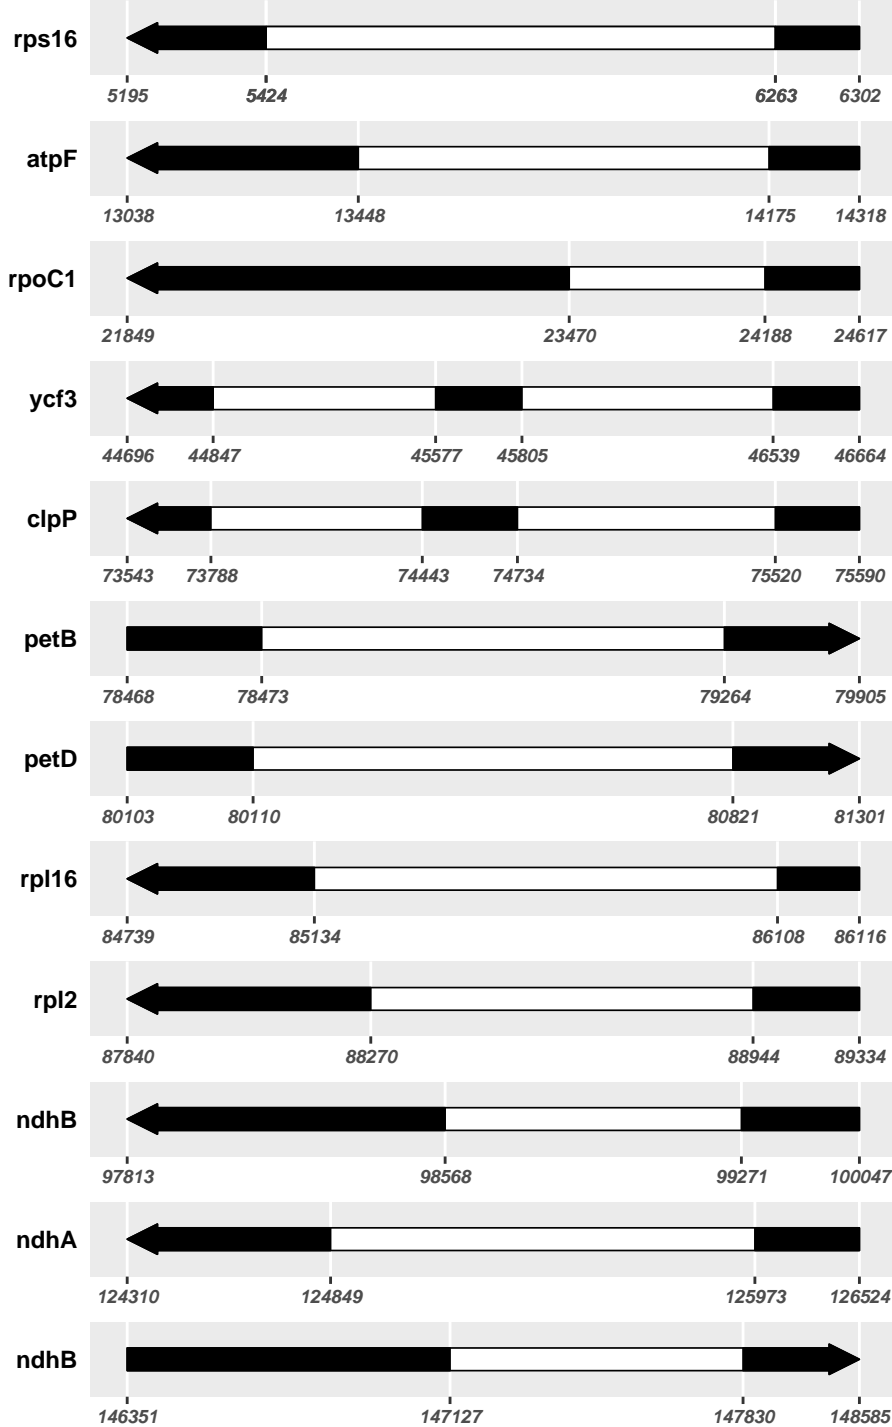 rps16
5195 5424 6263 6302
atpF
13038 13448 14175 14318
rpoC1
21849 23470 24188 24617
ycf3
44696 44847 45577 45805 46539 46664
clpP
73543 73788 74443 74734 75520 75590
petB
78468 78473 79264 79905
petD
80103 80110 80821 81301
rpl16
84739 85134 86108 86116
rpl2
87840 88270 88944 89334
ndhB
97813 98568 99271 100047
ndhA
124310 124849 125973 126524
ndhB
146351 147127 147830 148585